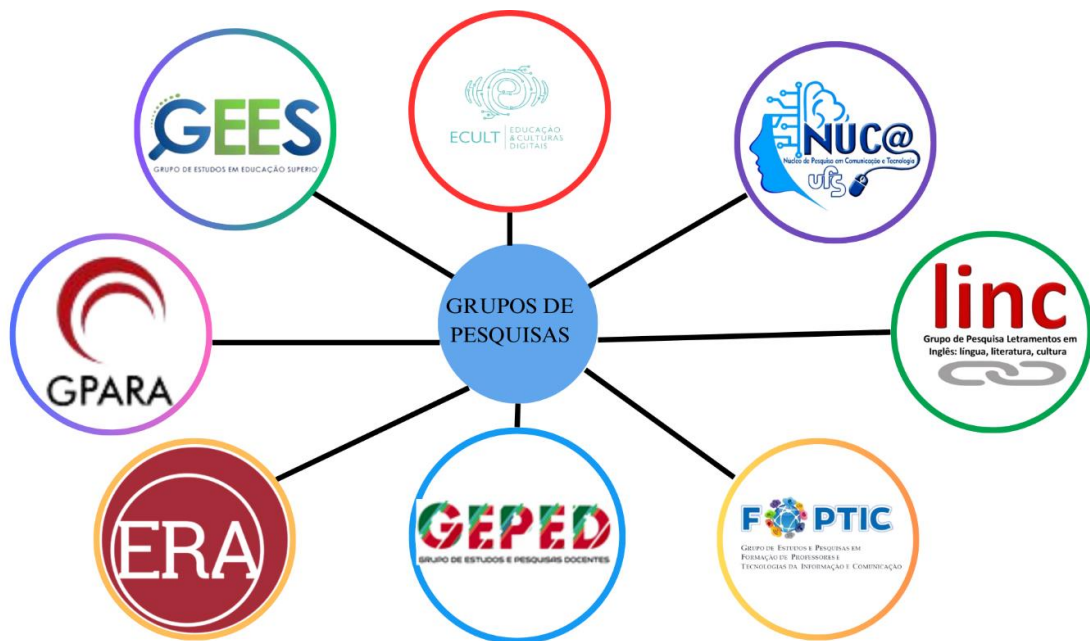 GEES
GRUPO DE ESTUDOS EM EDUCAÇÃO SUPERIO
ECULT
EDUCAÇÃO
& CULTURAS
DIGITAIS
NUC@
Núcleo de Pesquisa em Comunicação e Tecnologia
UFS
GPARA
GRUPOS DE
PESQUISAS
linc
Grupo de Pesquisa Letramentos em
Inglês: língua, literatura, cultura
ERA
GEPED
GRUPO DE ESTUDOS E PESQUISAS DOCENTES
FOPTIC
GRUPO DE ESTUDOS E PESQUISAS EM
FORMAÇÃO DE PROFESSORES E
TECNOLOGIAS DA INFORMAÇÃO E COMUNICAÇÃO